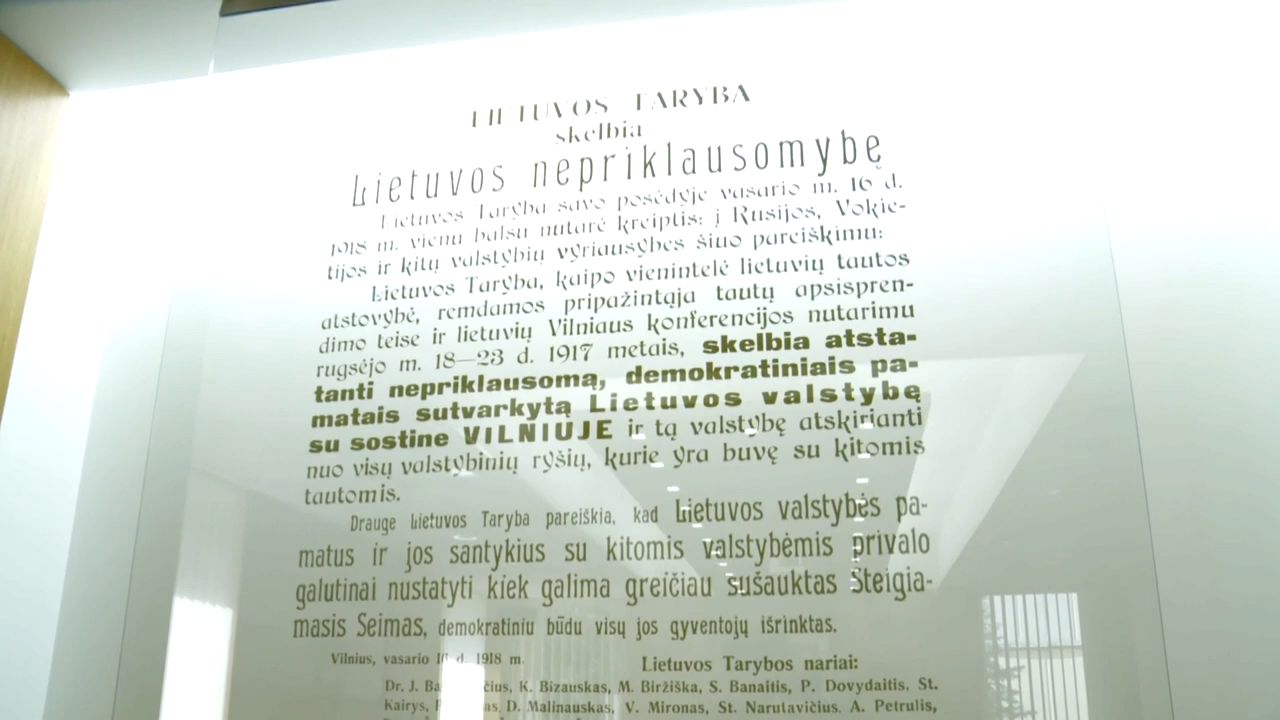 LIETUVOS TARYBA
skelbia
Lietuvos nepriklausomybę
Lietuvos Taryba savo posėdyje vasario m. 16 d.
1918 m. vienu balsu nutarė kreiptis: į Rusijos, Vokie-
tijos ir kitų valstybių vyriausybes šiuo pareiškimu:
Lietuvos Taryba, kaipo vienintelė lietuvių tautos
atstovybė, remdamos pripažintąja tautų apsispren-
dimo teise ir lietuvių Vilniaus konferencijos nutarimu
rugsėjo m. 18—23 d. 1917 metais, skelbia atsta-
tanti nepriklausomą, demokratiniais pa-
matais sutvarkytą Lietuvos valstybę
su sostine VILNIUJE ir tą valstybę atskirianti
nuo visų valstybinių ryšių, kurie yra buvę su kitomis
tautomis.
Drauge Lietuvos Taryba pareiškia, kad Lietuvos valstybės pa-
matus ir jos santykius su kitomis valstybėmis privalo
galutinai nustatyti kiek galima greičiau sušauktas Steigia-
masis Seimas, demokratiniu būdu visų jos gyventojų išrinktas.
Vilnius, vasario 16 d. 1918 m.
Lietuvos Tarybos nariai:
Dr. J. K. Bizauskas, M. Biržiška, S. Banaitis, P. Dovydaitis, St.
Kairys, D. Malinauskas, V. Mironas, St. Narutavičius, A. Petrulis,